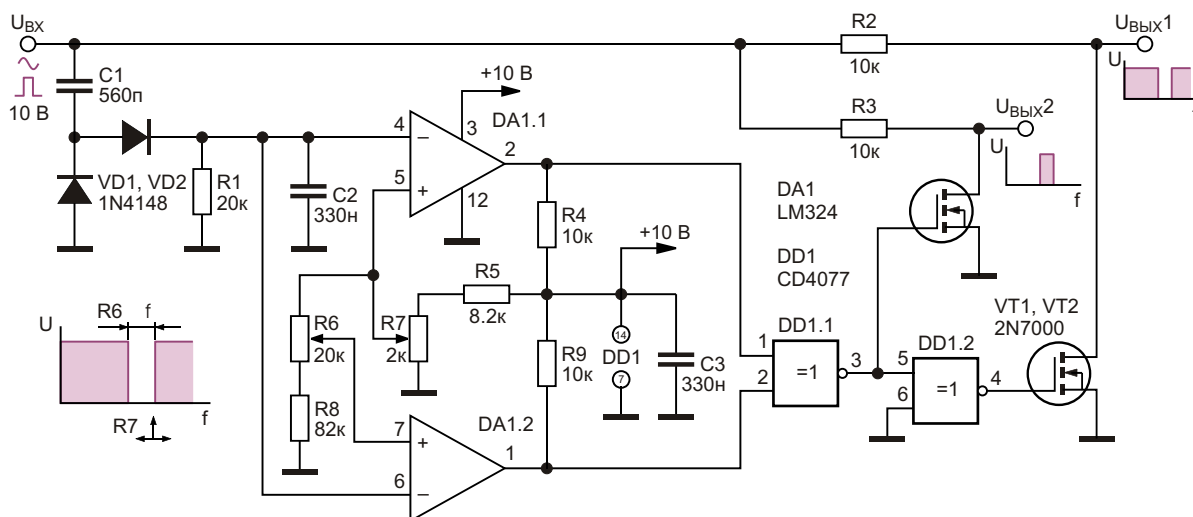 UВХ
10 В
C1
560п
VD1, VD2
1N4148
R1
20к
C2
330н
4
5
3
2
12
–
+
+10 В
DA1.1
R2
10к
R3
10к
UВЫХ1
U
f
UВЫХ2
U
f
R4
10к
+10 В
R5
8.2к
R6
20к
R7
2к
R8
82к
R9
10к
14
DD1
7
C3
330н
DA1
LM324
DD1
CD4077
7
6
1
+
–
DA1.2
DD1.1
1
2
=1
3
DD1.2
5
6
=1
4
VT1, VT2
2N7000
R6
f
U
f
R7